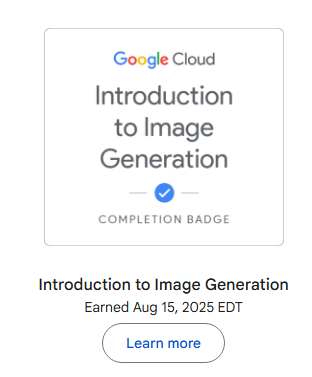 Google Cloud
Introduction
to Image
Generation
COMPLETION BADGE
Introduction to Image Generation
Earned Aug 15, 2025 EDT
Learn more